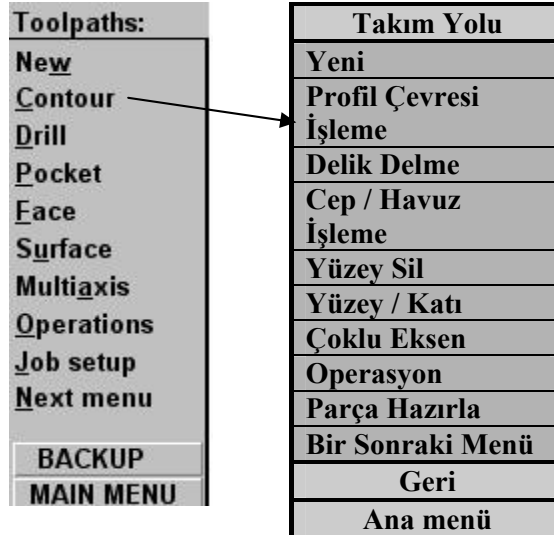 Toolpaths:
New
Contour
Drill
Pocket
Face
Surface
Multiaxis
Operations
Job setup
Next menu
BACKUP
MAIN MENU
Takım Yolu
Yeni
Profil Çevresi
İşleme
Delik Delme
Cep / Havuz
İşleme
Yüzey Sil
Yüzey / Katı
Çoklu Eksen
Operasyon
Parça Hazırla
Bir Sonraki Menü
Geri
Ana menü